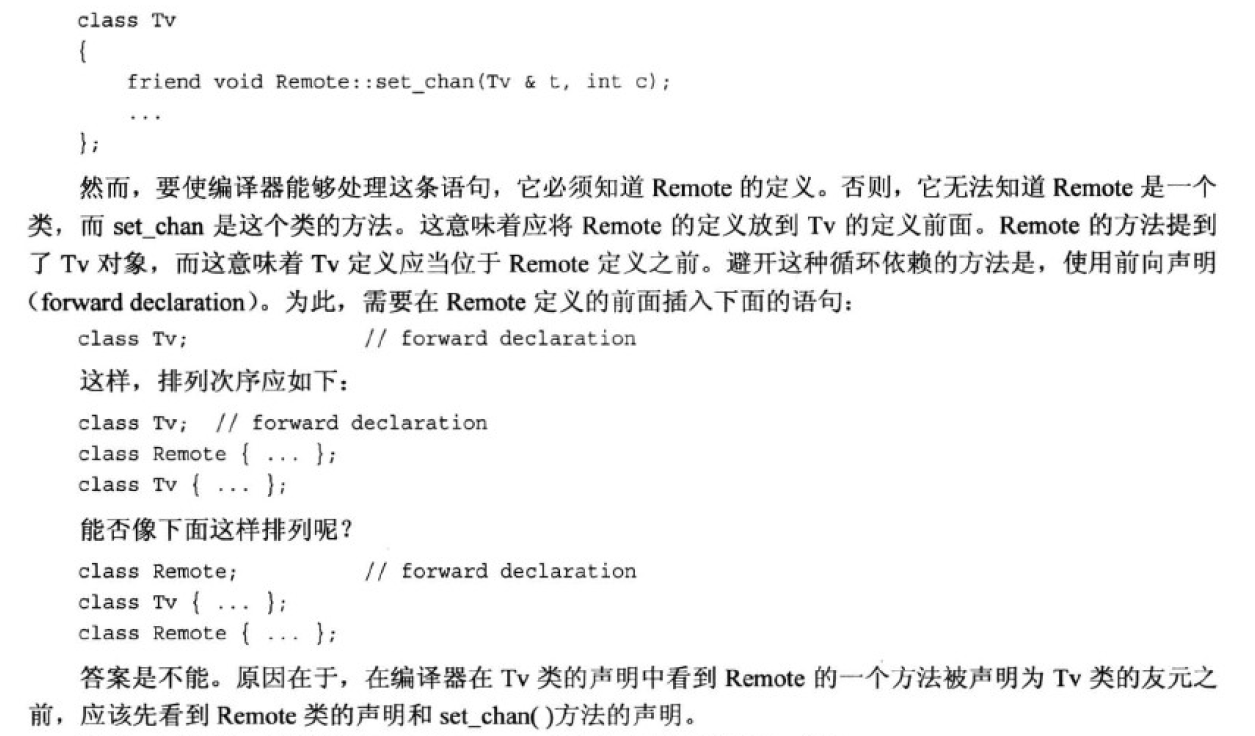 class Tv
{
friend void Remote::set_chan(Tv & t, int c);
...
};
然而，要使编译器能够处理这条语句，它必须知道 Remote 的定义。否则，它无法知道 Remote 是一个
类，而 set_chan 是这个类的方法。这意味着应将 Remote 的定义放到 Tv 的定义前面。Remote 的方法提到
了 Tv 对象，而这意味着 Tv 定义应当位于 Remote 定义之前。避开这种循环依赖的方法是，使用前向声明
（forward declaration）。为此，需要在 Remote 定义的前面插入下面的语句：
class Tv; // forward declaration
这样，排列次序应如下：
class Tv; // forward declaration
class Remote { ... };
class Tv { ... };
能否像下面这样排列呢？
class Remote; // forward declaration
class Tv { ... };
class Remote { ... };
答案是不能。原因在于，在编译器在 Tv 类的声明中看到 Remote 的一个方法被声明为 Tv 类的友元之
前，应该先看到 Remote 类的声明和 set_chan( )方法的声明。